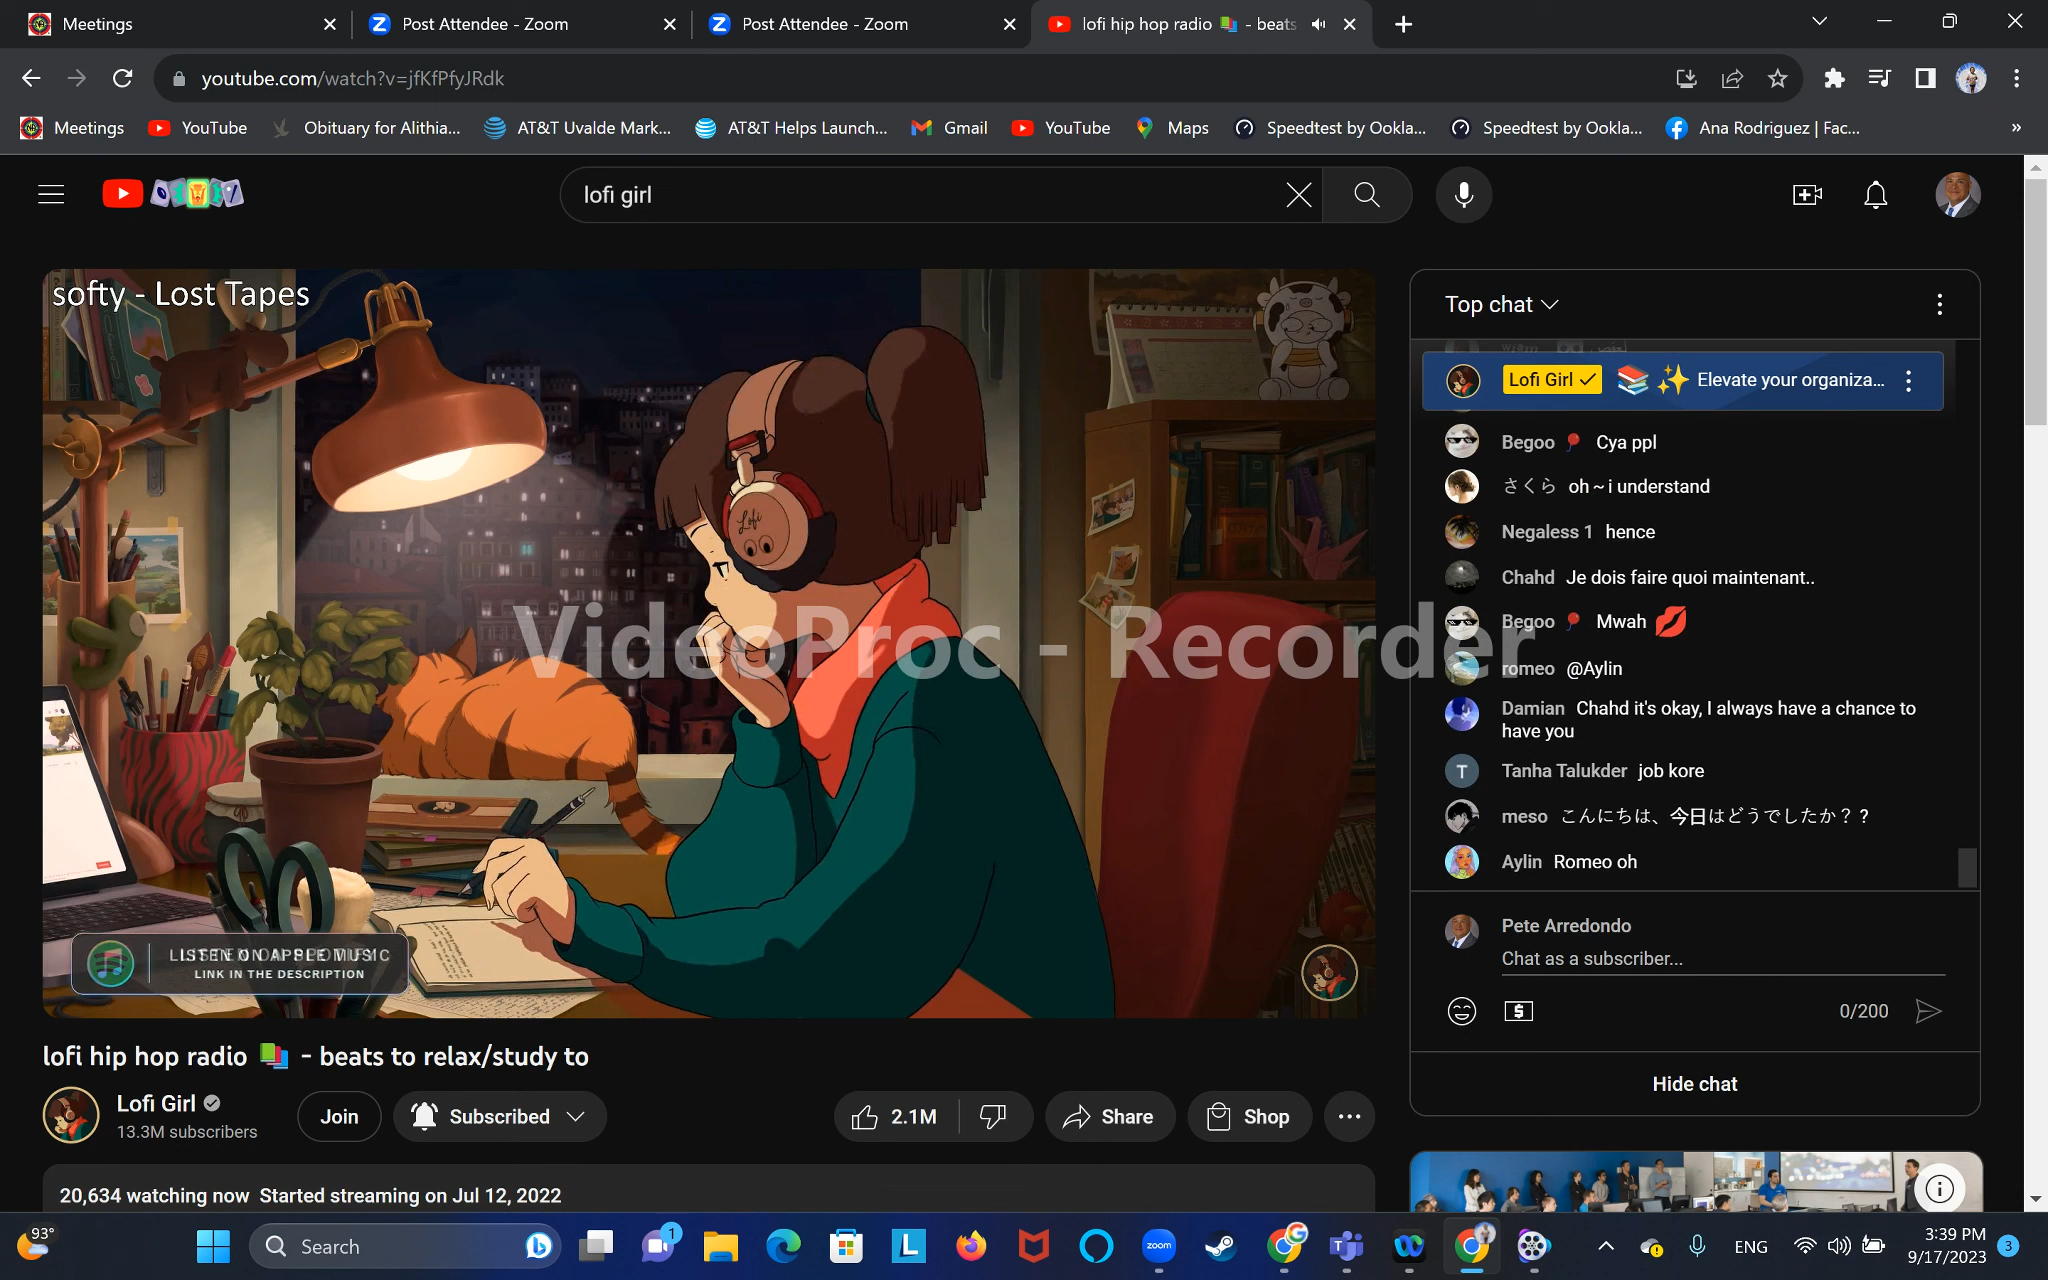 Meetings
Post Attendee - Zoom
Post Attendee - Zoom
lofi hip hop radio 📚 - beats
youtube.com/watch?v=jfKfPfyJRdk
Meetings
YouTube
Obituary for Alithia...
AT&T Uvalde Mark...
AT&T Helps Launch...
Gmail
YouTube
Maps
Speedtest by Ookla...
Speedtest by Ookla...
Ana Rodriguez | Fac...
»
lofi girl
softy - Lost Tapes
Lofi
LINK IN THE DESCRIPTION
VideoProc - Recorder
Top chat
Lofi Girl ✓ 📚 ✨ Elevate your organiza...
Begoo 🎈 Cya ppl
さくら oh ~ i understand
Negaless 1 hence
Chahd Je dois faire quoi maintenant..
Begoo 🎈 Mwah 💋
romeo @Aylin
Damian Chahd it's okay, I always have a chance to
have you
T Tanha Talukder job kore
meso こんにちは、今日はどうでしたか？？
Aylin Romeo oh
Pete Arredondo
Chat as a subscriber...
0/200
Hide chat
lofi hip hop radio 📚 - beats to relax/study to
Lofi Girl
13.3M subscribers
Join
Subscribed
2.1M
Share
Shop
20,634 watching now Started streaming on Jul 12, 2022
93°
Search
1
L
zoom
ENG
3:39 PM
9/17/2023
3